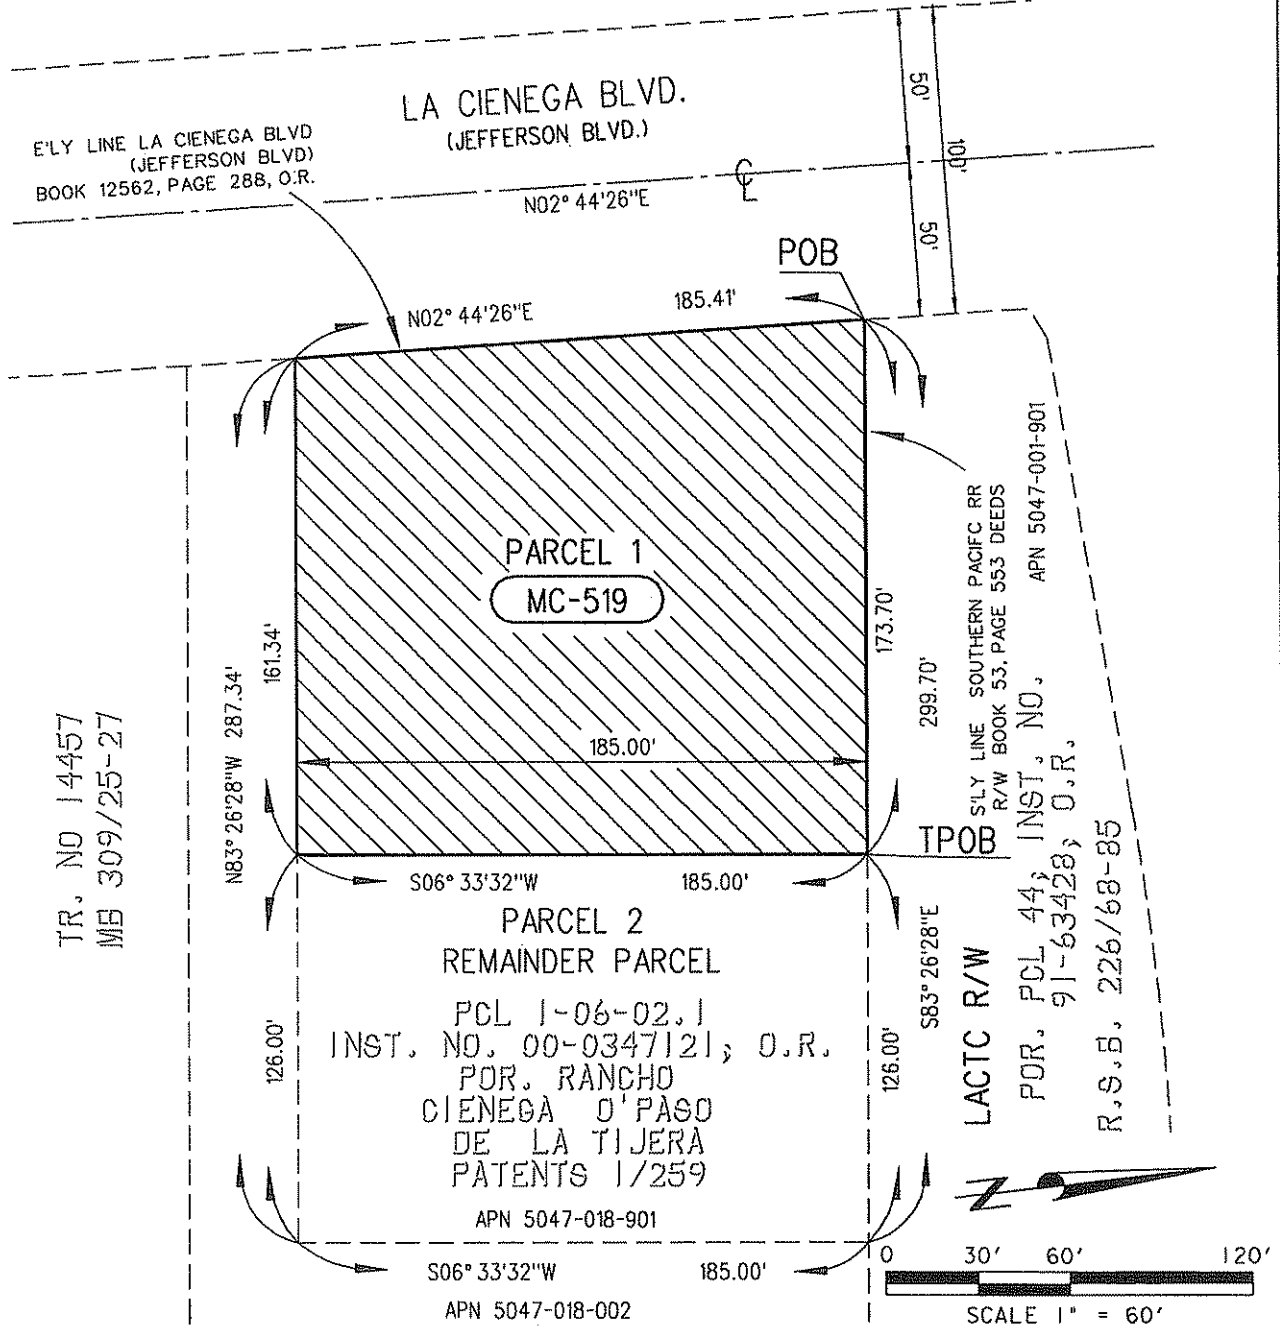 LA CIENEGA BLVD.
(JEFFERSON BLVD.)
E'LY LINE LA CIENEGA BLVD
(JEFFERSON BLVD)
BOOK 12562, PAGE 288, O.R.
N02° 44'26"E
CL
50'
100'
50'
POB
N02° 44'26"E
185.41'
PARCEL 1
MC-519
161.34'
N83° 26'28"W 287.34'
173.70'
299.70'
S'LY LINE SOUTHERN PACIFC RR
R/W BOOK 53, PAGE 553 DEEDS
APN 5047-001-901
185.00'
TR. NO 14457
MB 309/25-27
TPOB
S06° 33'32"W
185.00'
PARCEL 2
REMAINDER PARCEL
PCL 1-06-02.1
INST. NO. 00-0347121; O.R.
POR. RANCHO
CIENEGA O'PASO
DE LA TIJERA
PATENTS 1/259
APN 5047-018-901
126.00'
126.00'
S83° 26'28"E
LACTC R/W
POR. PCL 44; INST. NO.
91-63428; O.R.
R.S.B. 226/68-85
S06° 33'32"W
185.00'
APN 5047-018-002
N
0 30' 60' 120'
SCALE 1" = 60'